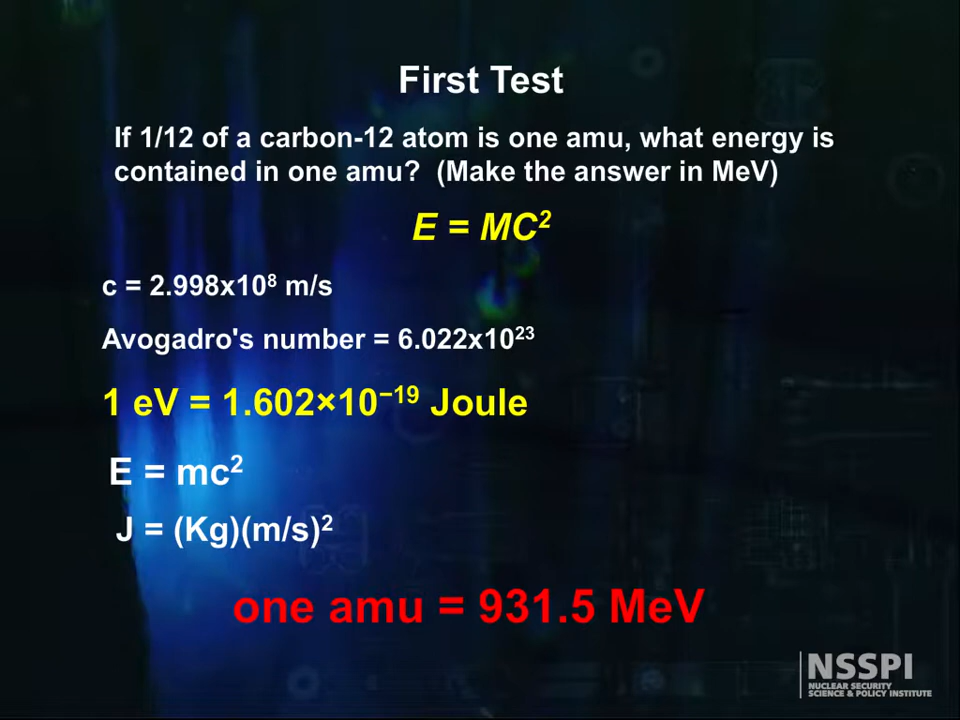 First Test
If 1/12 of a carbon-12 atom is one amu, what energy is
contained in one amu?  (Make the answer in MeV)
E = MC²
c = 2.998x10⁸ m/s
Avogadro's number = 6.022x10²³
1 eV = 1.602×10⁻¹⁹ Joule
E = mc²
J = (Kg)(m/s)²
one amu = 931.5 MeV
NSSPI
NUCLEAR SECURITY
SCIENCE & POLICY INSTITUTE